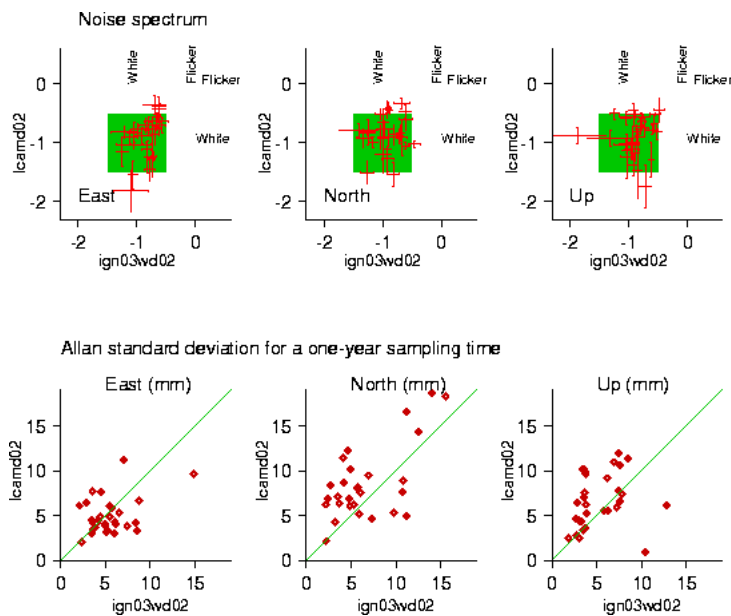 Noise spectrum
White Flicker Flicker White Flicker Flicker White Flicker Flicker
0 0 0
lcamd02 -1 White lcamd02 -1 White lcamd02 -1 White
-2 East -2 North -2 Up
-2 -1 0 -2 -1 0 -2 -1 0
ign03wd02 ign03wd02 ign03wd02
Allan standard deviation for a one-year sampling time
East (mm) North (mm) Up (mm)
15 15 15
lcamd02 10 lcamd02 10 lcamd02 10
5 5 5
0 0 0
0 5 10 15 0 5 10 15 0 5 10 15
ign03wd02 ign03wd02 ign03wd02